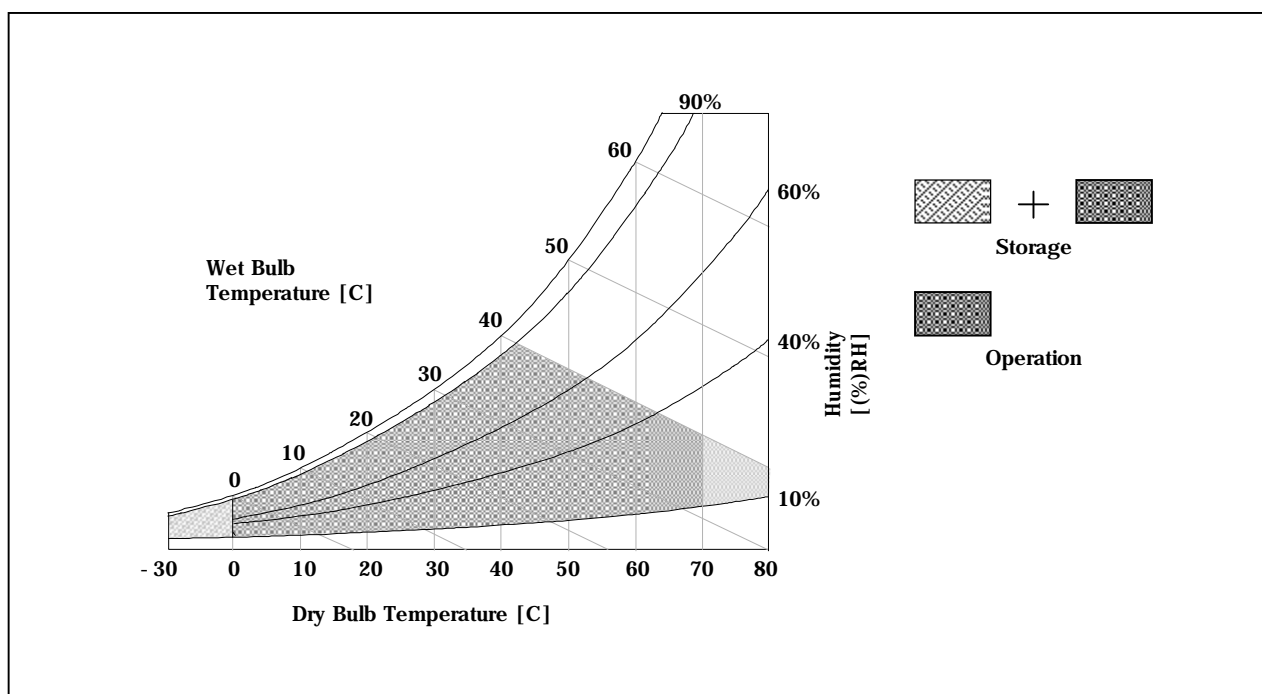 90%
60
60%
Storage
50
Wet Bulb
Temperature [C]
40
40%
Humidity
[(%)RH]
Operation
30
20
10
0
10%
- 30 0 10 20 30 40 50 60 70 80
Dry Bulb Temperature [C]